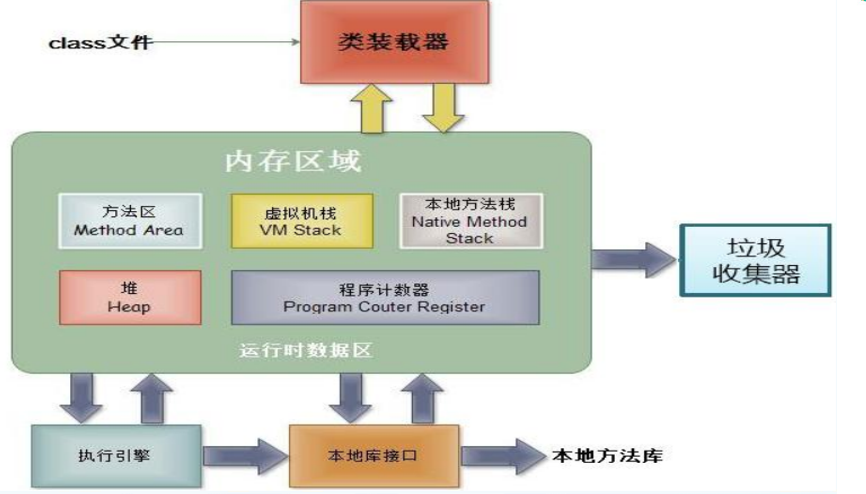 class文件
类装载器
内存区域
方法区
Method Area
虚拟机栈
VM Stack
本地方法栈
Native Method
Stack
堆
Heap
程序计数器
Program Couter Register
运行时数据区
垃圾
收集器
执行引擎
本地库接口
本地方法库